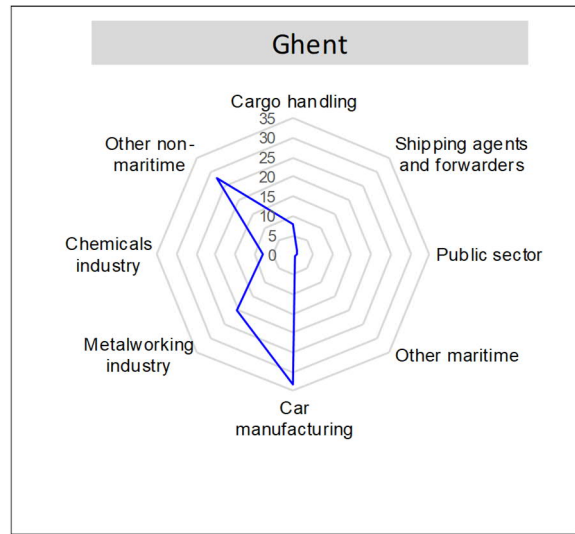 Ghent
Cargo handling
35
30
25
20
15
10
5
0
Shipping agents
and forwarders
Public sector
Other maritime
Car
manufacturing
Metalworking
industry
Chemicals
industry
Other non-
maritime